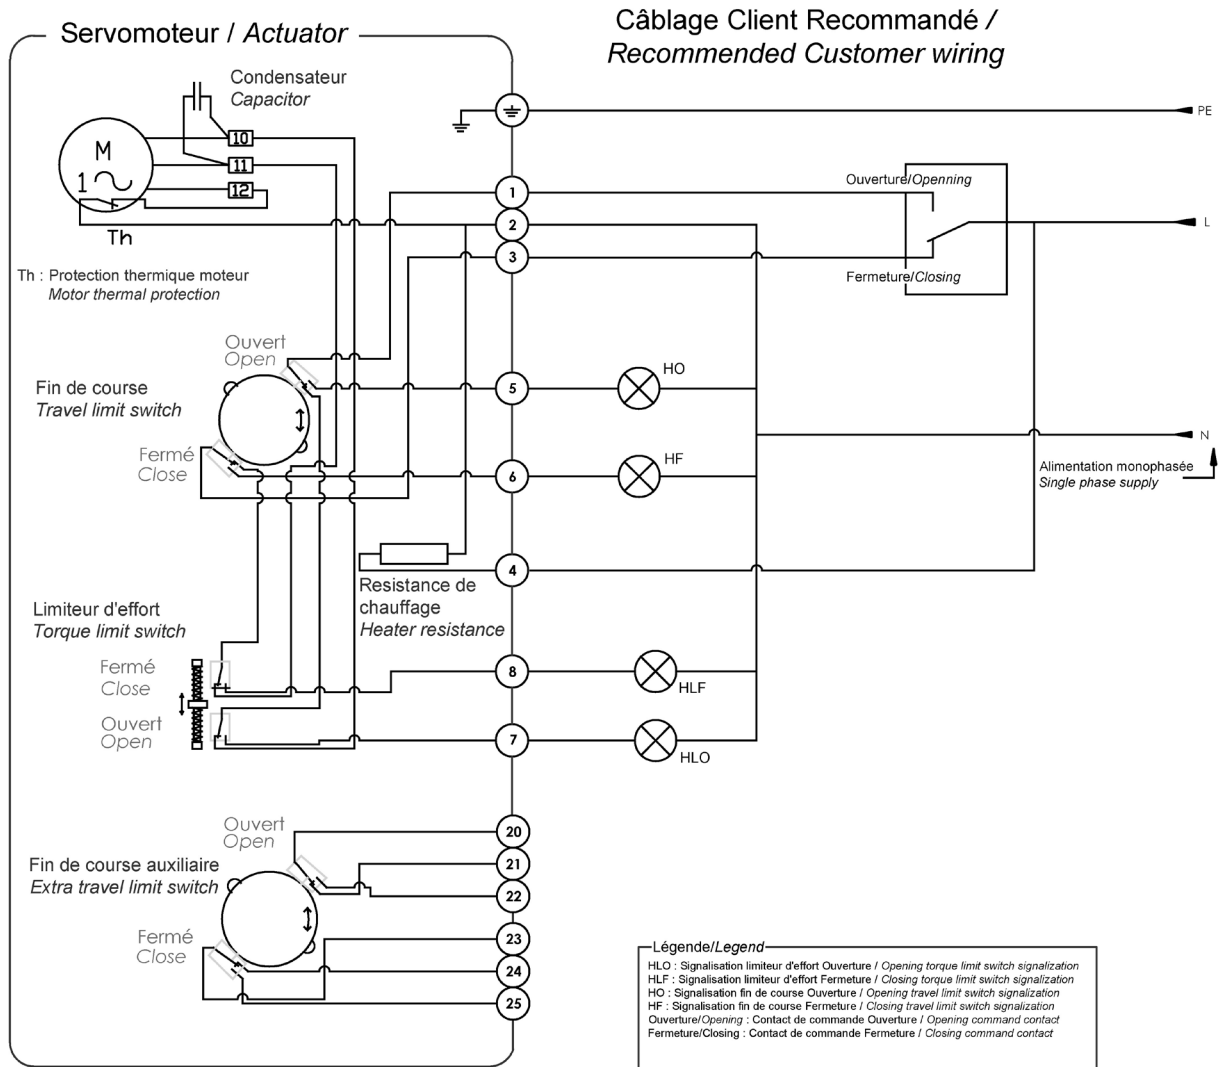 Servomoteur / Actuator
Câblage Client Recommandé /
Recommended Customer wiring
Condensateur
Capacitor
PE
M
1
10
11
12
Th
Th : Protection thermique moteur
Motor thermal protection
1
2
3
Ouverture/Openning
L
Fermeture/Closing
Ouvert
Open
Fin de course
Travel limit switch
5
HO
N
Fermé
Close
6
HF
Alimentation monophasée
Single phase supply
4
Resistance de
chauffage
Heater resistance
Limiteur d'effort
Torque limit switch
Fermé
Close
8
HLF
Ouvert
Open
7
HLO
Ouvert
Open
20
21
22
Fin de course auxiliaire
Extra travel limit switch
Fermé
Close
23
24
25
Légende/Legend
HLO : Signalisation limiteur d'effort Ouverture / Opening torque limit switch signalization
HLF : Signalisation limiteur d'effort Fermeture / Closing torque limit switch signalization
HO : Signalisation fin de course Ouverture / Opening travel limit switch signalization
HF : Signalisation fin de course Fermeture / Closing travel limit switch signalization
Ouverture/Opening : Contact de commande Ouverture / Opening command contact
Fermeture/Closing : Contact de commande Fermeture / Closing command contact